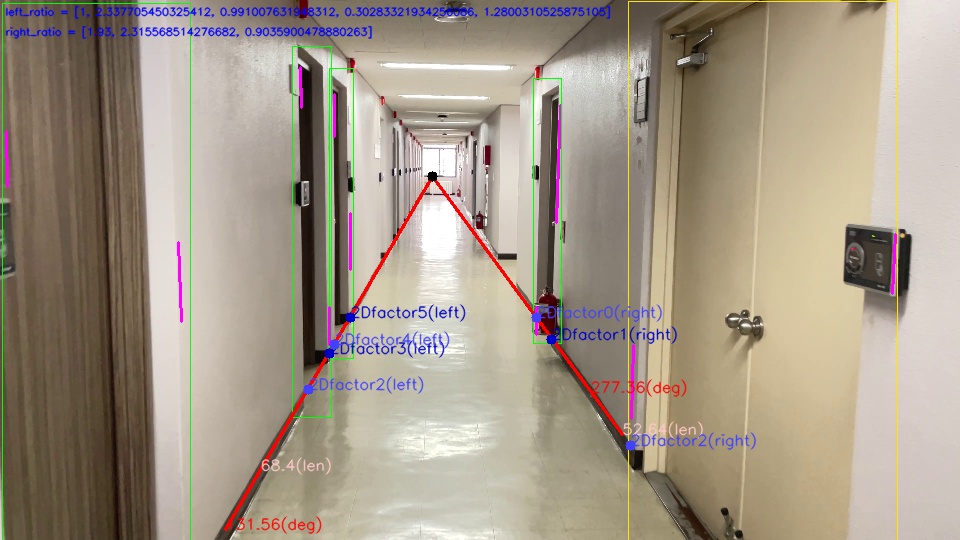 left_ratio = [1, 2.337705450325412, 0.991007631988312, 0.30283321934256096, 1.2800310525875105]
right_ratio = [1.93, 2.315568514276682, 0.9035900478880263]
2Dfactor5(left)
2Dfactor0(right)
2Dfactor1(right)
2Dfactor4(left)
2Dfactor3(left)
2Dfactor2(left)
277.36(deg)
52.64(len)
2Dfactor2(right)
68.4(len)
31.56(deg)